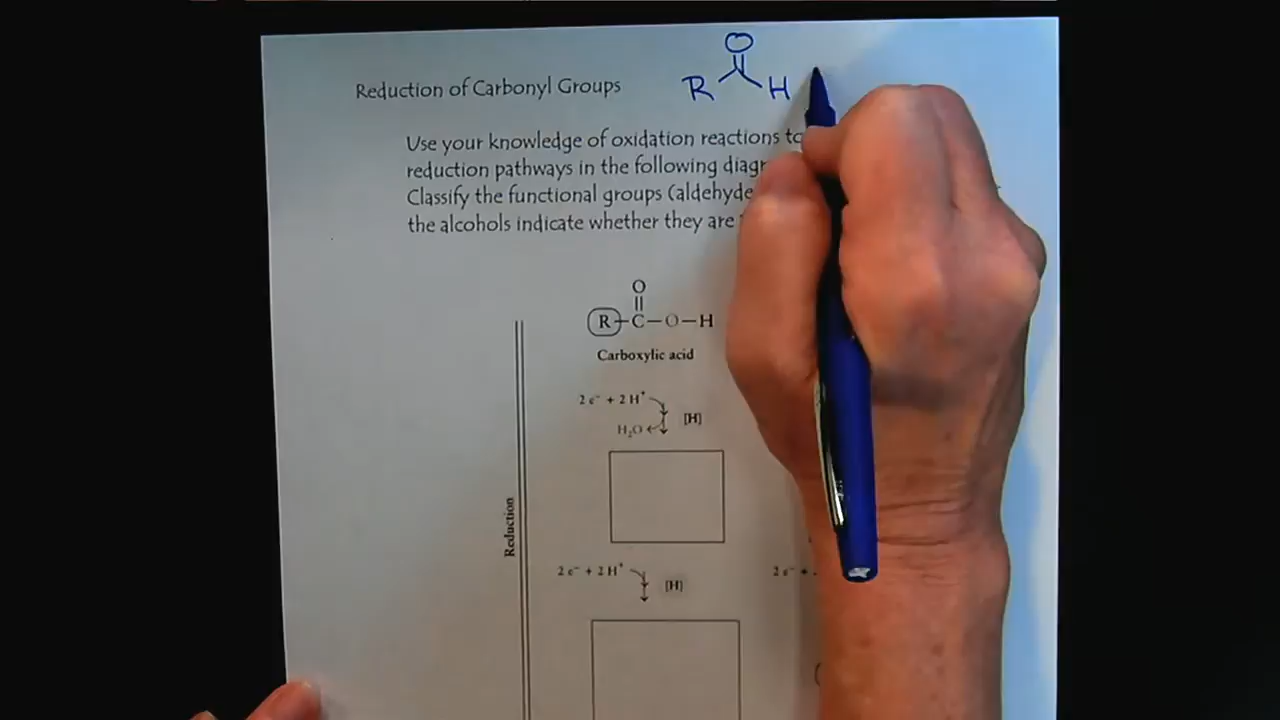 O
Reduction of Carbonyl Groups R H
Use your knowledge of oxidation reactions to
reduction pathways in the following
Classify the functional groups (aldehyde
the alcohols indicate whether they are
O
R-C-O-H
Carboxylic acid
2 e⁻ + 2 H⁺
[H]
H₂O
Reduction
2 e⁻ + 2 H⁺ 2 e⁻ +
[H]